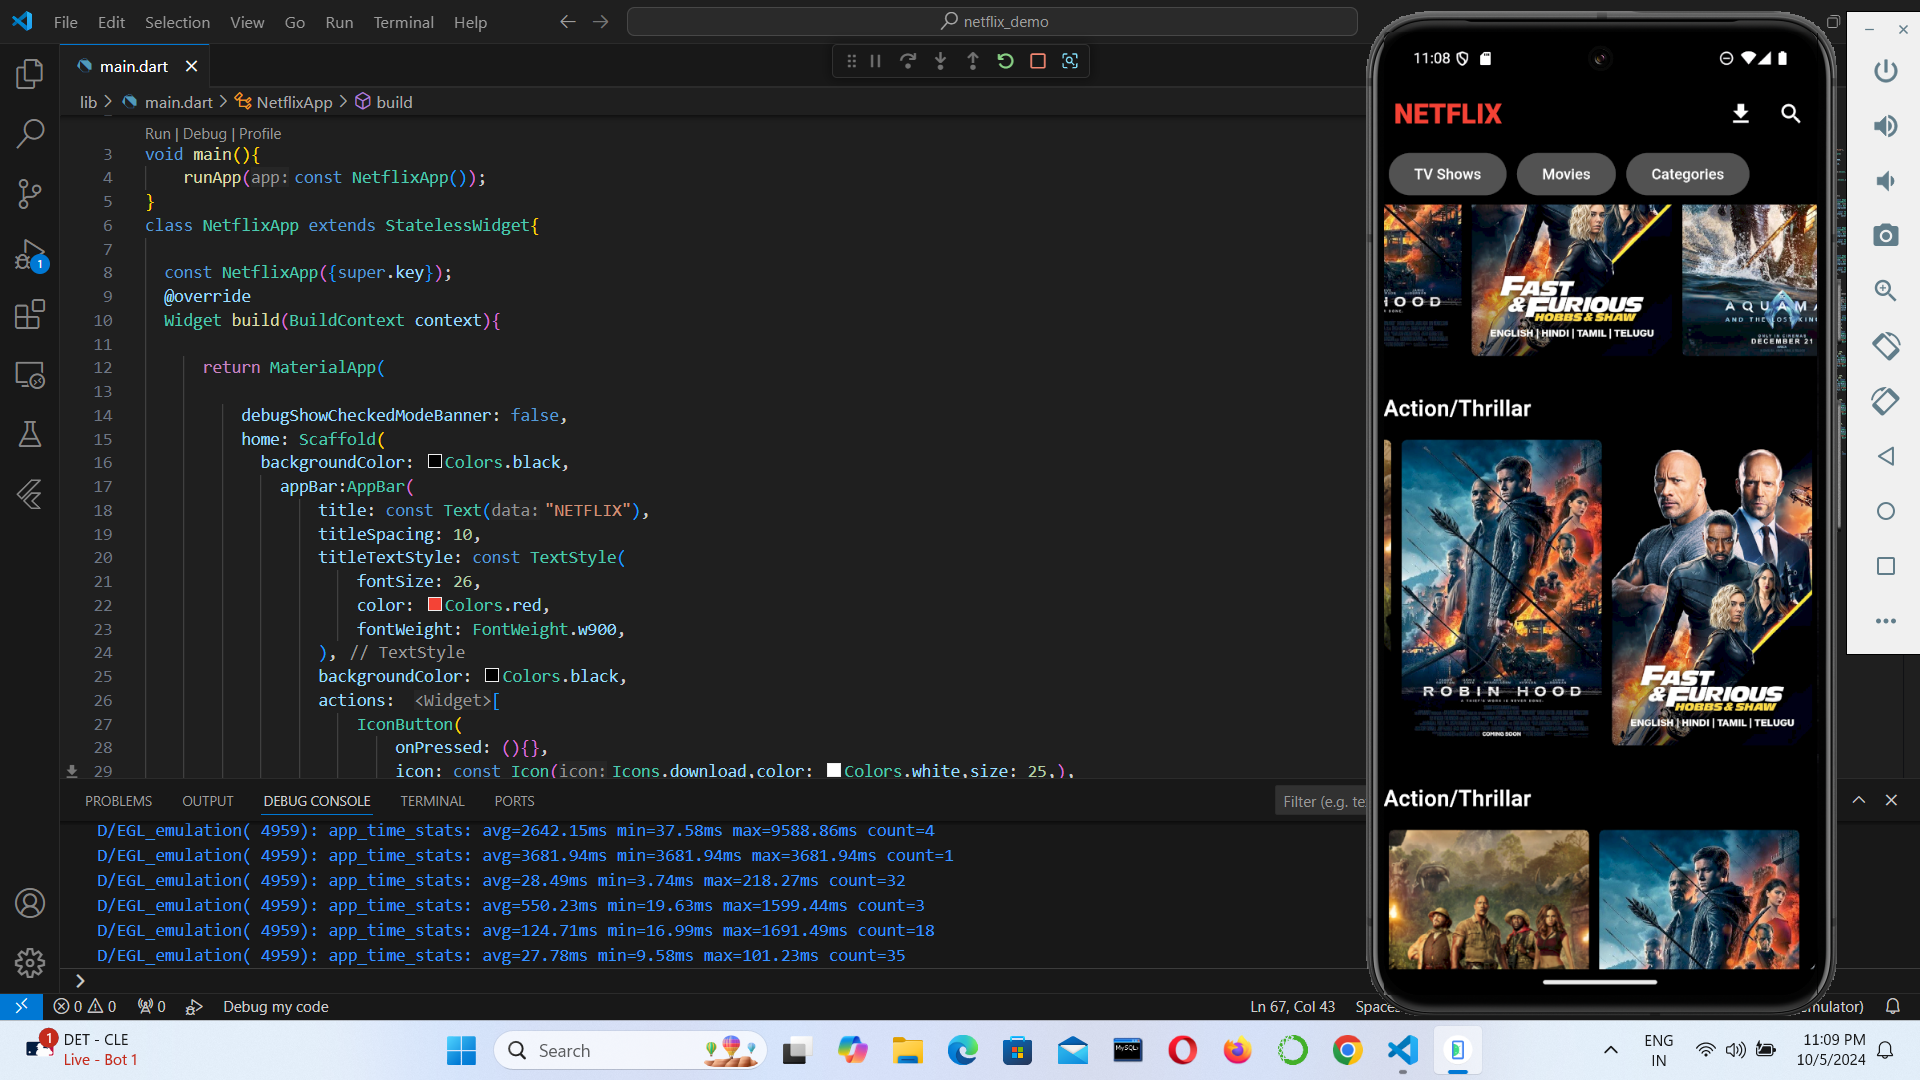 File Edit Selection View Go Run Terminal Help
netflix_demo
main.dart
lib > main.dart > NetflixApp > build
Run | Debug | Profile
3 void main(){
4 runApp(app: const NetflixApp());
5 }
6 class NetflixApp extends StatelessWidget{
7
8 const NetflixApp({super.key});
9 @override
10 Widget build(BuildContext context){
11
12 return MaterialApp(
13
14 debugShowCheckedModeBanner: false,
15 home: Scaffold(
16 backgroundColor: Colors.black,
17 appBar:AppBar(
18 title: const Text(data: "NETFLIX"),
19 titleSpacing: 10,
20 titleTextStyle: const TextStyle(
21 fontSize: 26,
22 color: Colors.red,
23 fontWeight: FontWeight.w900,
24 ), // TextStyle
25 backgroundColor: Colors.black,
26 actions: <Widget>[
27 IconButton(
28 onPressed: (){},
29 icon: const Icon(icon: Icons.download,color: Colors.white,size: 25,),
PROBLEMS OUTPUT DEBUG CONSOLE TERMINAL PORTS
Filter (e.g. te
D/EGL_emulation( 4959): app_time_stats: avg=2642.15ms min=37.58ms max=9588.86ms count=4
D/EGL_emulation( 4959): app_time_stats: avg=3681.94ms min=3681.94ms max=3681.94ms count=1
D/EGL_emulation( 4959): app_time_stats: avg=28.49ms min=3.74ms max=218.27ms count=32
D/EGL_emulation( 4959): app_time_stats: avg=550.23ms min=19.63ms max=1599.44ms count=3
D/EGL_emulation( 4959): app_time_stats: avg=124.71ms min=16.99ms max=1691.49ms count=18
D/EGL_emulation( 4959): app_time_stats: avg=27.78ms min=9.58ms max=101.23ms count=35
>
1
0 0 0 Debug my code
Ln 67, Col 43 Spaces
mulator)
11:08
NETFLIX
TV Shows Movies Categories
HOOD
FAST
&FURIOUS
HOBBS & SHAW
ENGLISH | HINDI | TAMIL | TELUGU
AQUAMA
AND THE LOST KIN
DECEMBER 21
Action/Thrillar
ROBIN HOOD
COMING SOON
FAST
&FURIOUS
HOBBS & SHAW
ENGLISH | HINDI | TAMIL | TELUGU
Action/Thrillar
1
DET - CLE
Live - Bot 1
Search
MySQL
ENG
IN
11:09 PM
10/5/2024